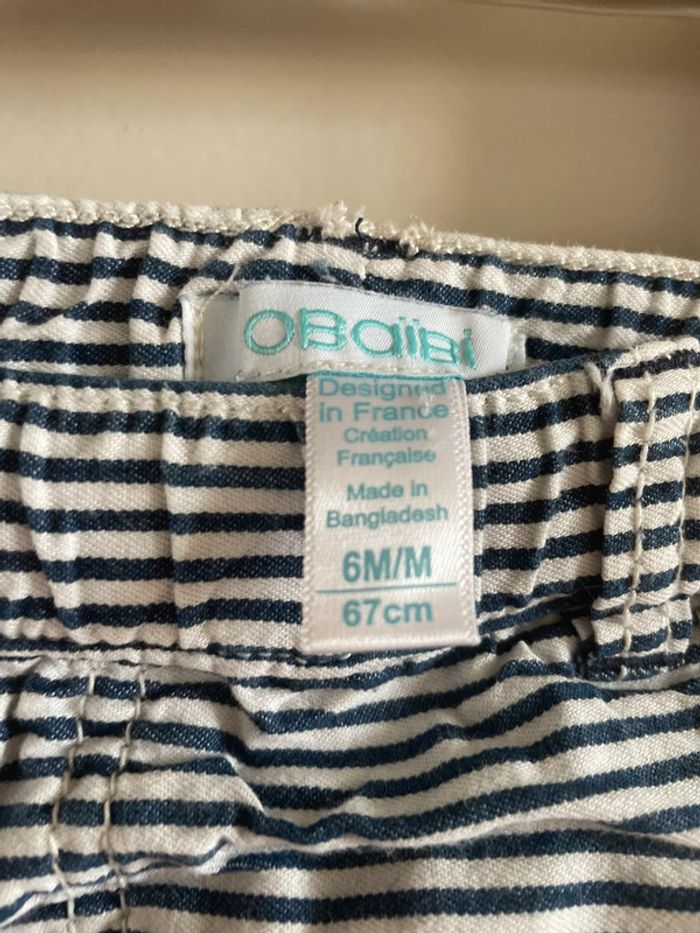 OBaïBi
Designed
in France
Création
Française
Made in
Bangladesh
6M/M
67cm